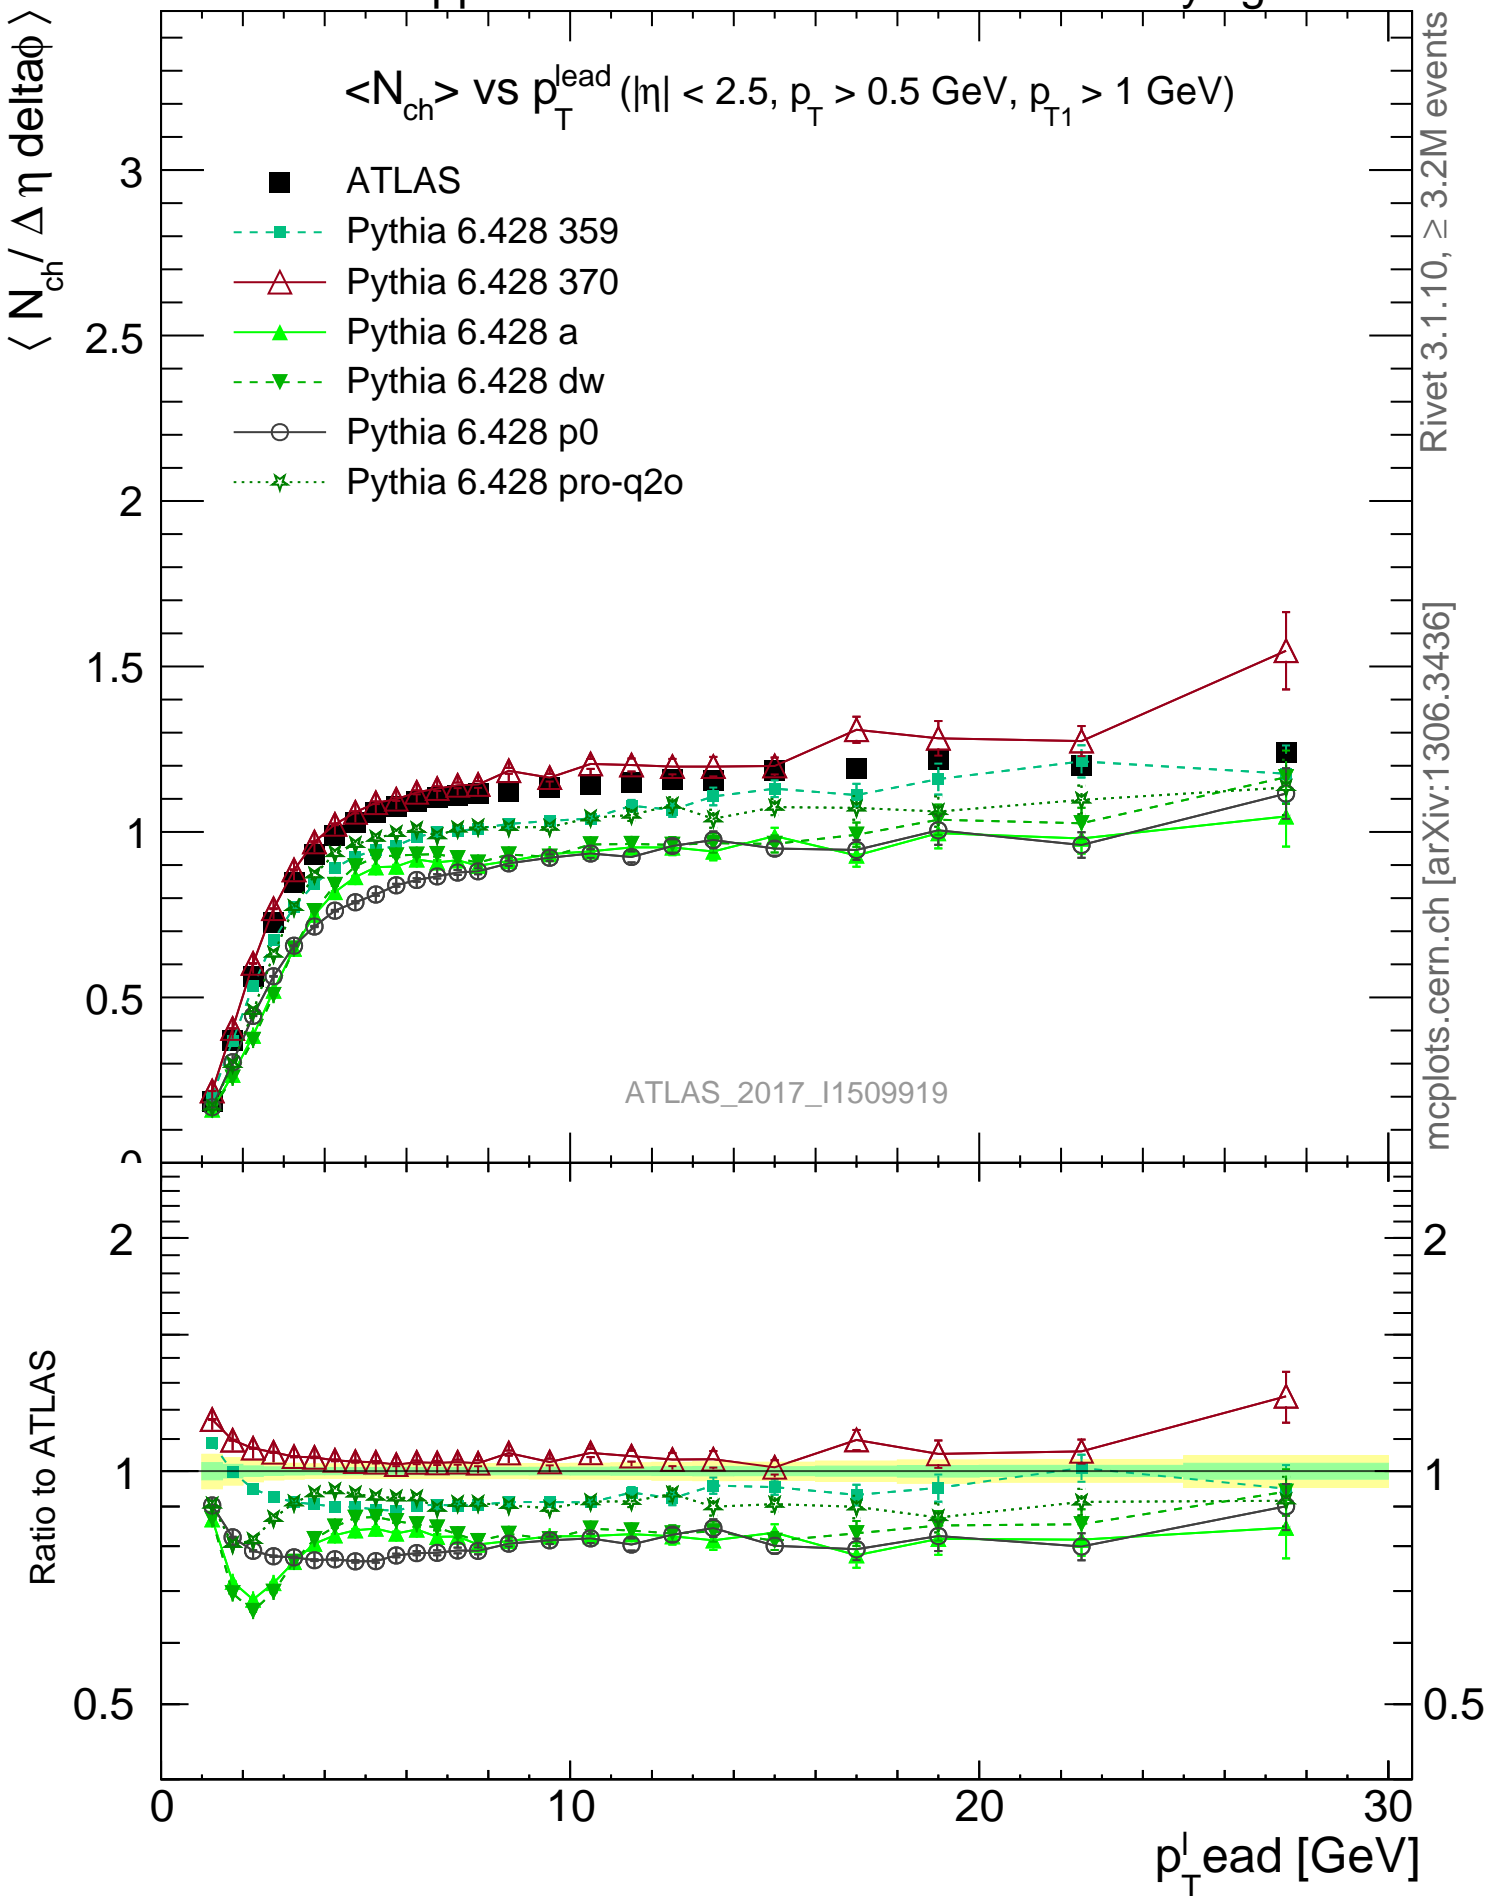 ⟨ N_ch / Δ η deltaϕ ⟩
<N_ch> vs p_T^lead (|η| < 2.5, p_T > 0.5 GeV, p_T1 > 1 GeV)
ATLAS
Pythia 6.428 359
Pythia 6.428 370
Pythia 6.428 a
Pythia 6.428 dw
Pythia 6.428 p0
Pythia 6.428 pro-q2o
3
2.5
2
1.5
1
0.5
0
ATLAS_2017_I1509919
Rivet 3.1.10, ≥ 3.2M events
mcplots.cern.ch [arXiv:1306.3436]
Ratio to ATLAS
2
1
0.5
2
1
0.5
0 10 20 30
p_T^lead [GeV]